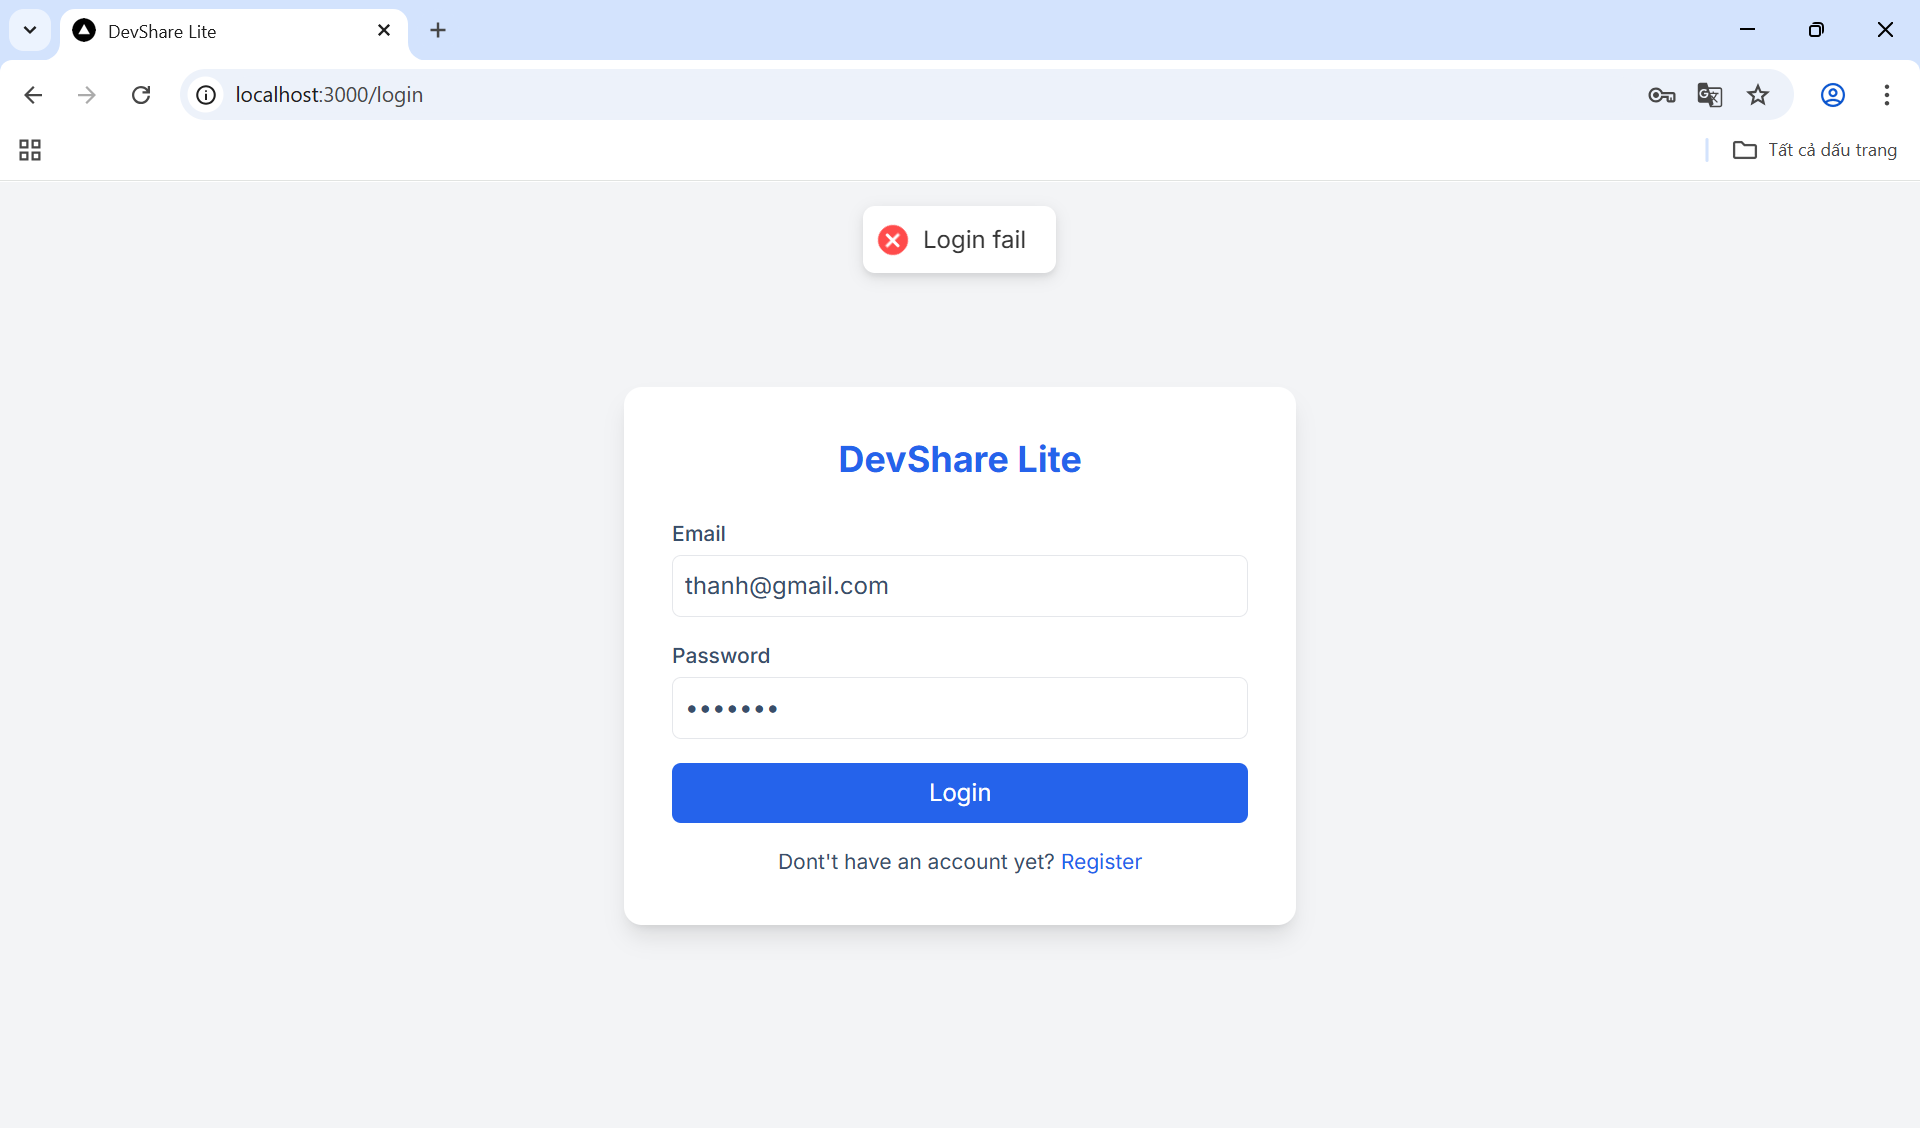 DevShare Lite
localhost:3000/login
Tất cả dấu trang
Login fail
DevShare Lite
Email
thanh@gmail.com
Password
•••••••
Login
Dont't have an account yet? Register